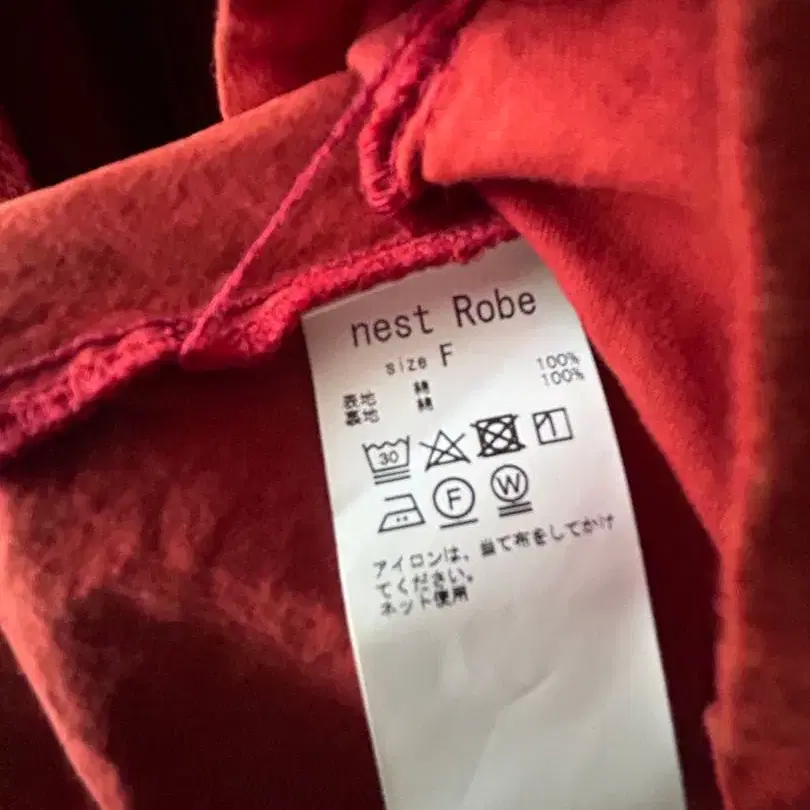 nest Robe
size F
表地 綿 100%
裏地 綿 100%
30
F W
アイロンは、当て布をしてかけ
てください。
ネット使用